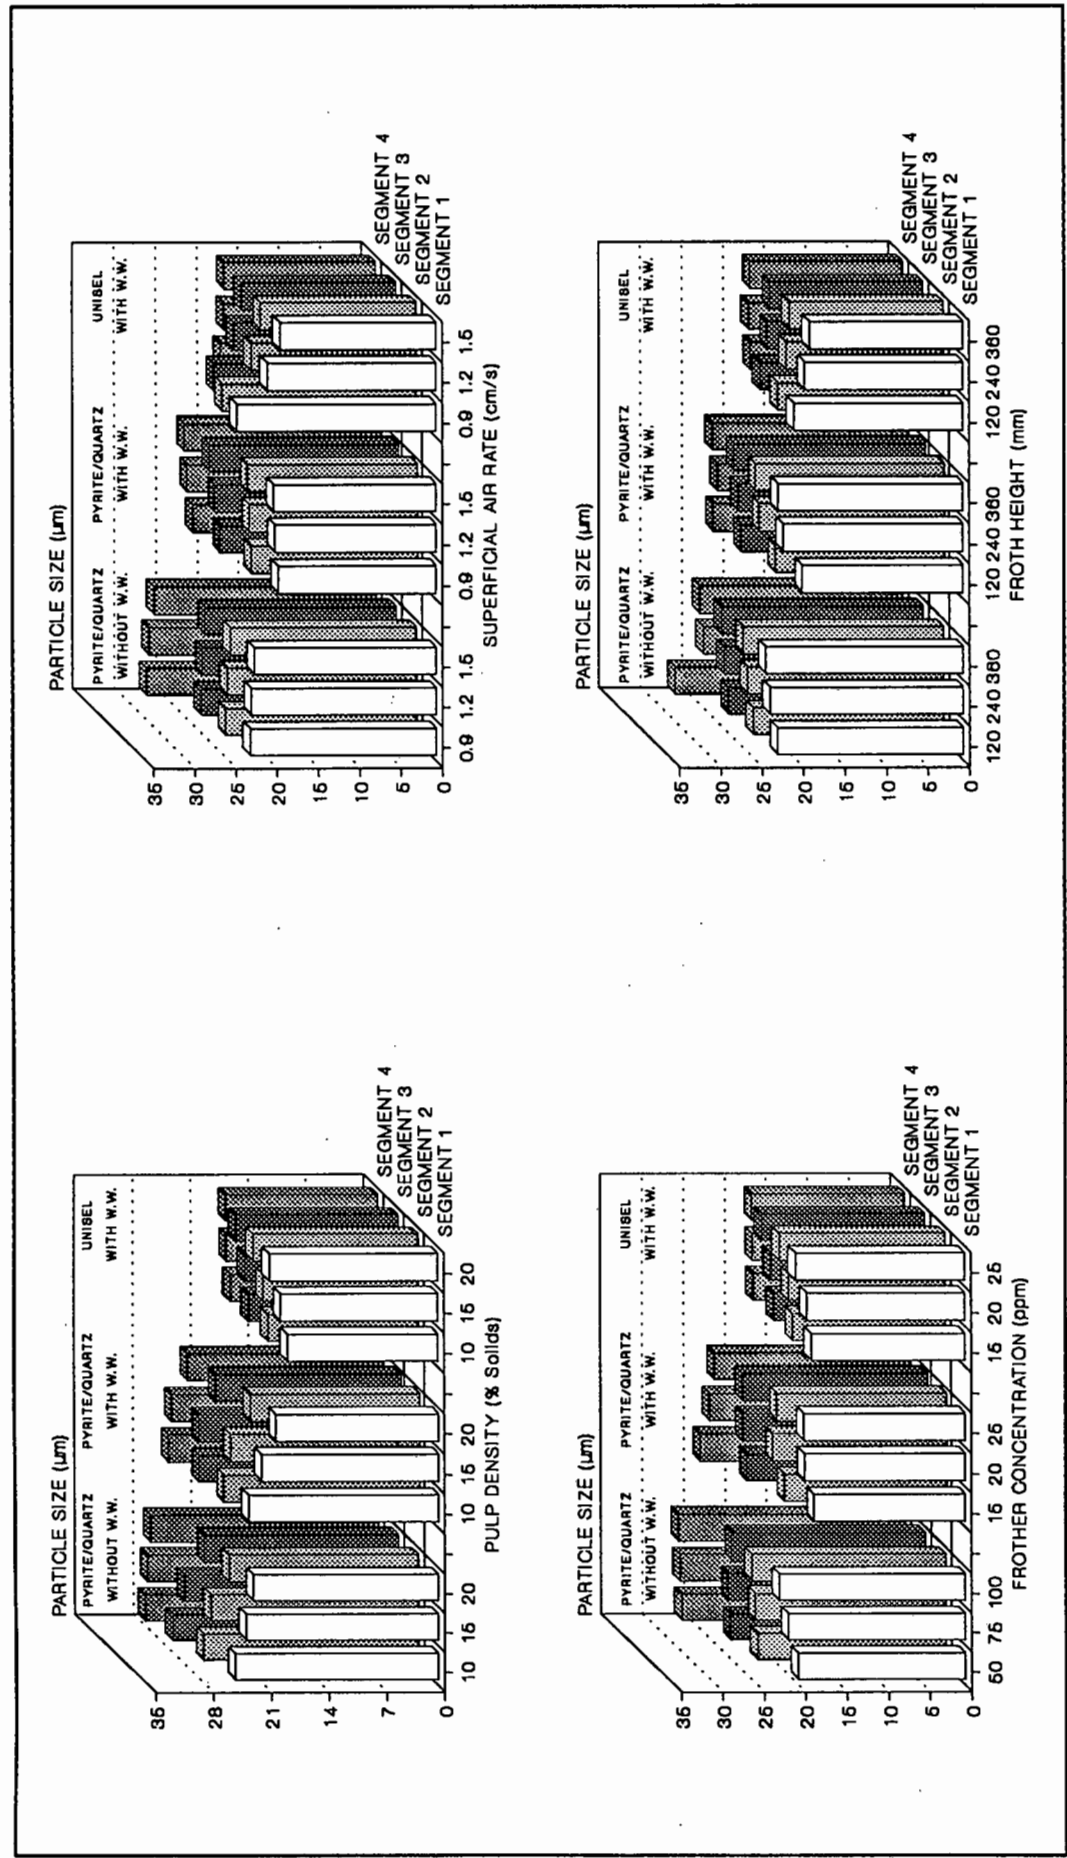 PARTICLE SIZE (µm)
PYRITE/QUARTZ
WITHOUT W.W.
PYRITE/QUARTZ
WITH W.W.
UNISEL
WITH W.W.
35
28
21
14
7
0
SEGMENT 4
SEGMENT 3
SEGMENT 2
SEGMENT 1
10 15 20 10 15 20 10 15 20
PULP DENSITY (% Solids)
PARTICLE SIZE (µm)
PYRITE/QUARTZ
WITHOUT W.W.
PYRITE/QUARTZ
WITH W.W.
UNISEL
WITH W.W.
35
30
25
20
15
10
5
0
SEGMENT 4
SEGMENT 3
SEGMENT 2
SEGMENT 1
0.9 1.2 1.5 0.9 1.2 1.5 0.9 1.2 1.5
SUPERFICIAL AIR RATE (cm/s)
PARTICLE SIZE (µm)
PYRITE/QUARTZ
WITHOUT W.W.
PYRITE/QUARTZ
WITH W.W.
UNISEL
WITH W.W.
35
30
25
20
15
10
5
0
SEGMENT 4
SEGMENT 3
SEGMENT 2
SEGMENT 1
50 75 100 15 20 25 15 20 25
FROTHER CONCENTRATION (ppm)
PARTICLE SIZE (µm)
PYRITE/QUARTZ
WITHOUT W.W.
PYRITE/QUARTZ
WITH W.W.
UNISEL
WITH W.W.
35
30
25
20
15
10
5
0
SEGMENT 4
SEGMENT 3
SEGMENT 2
SEGMENT 1
120 240 360 120 240 360 120 240 360
FROTH HEIGHT (mm)